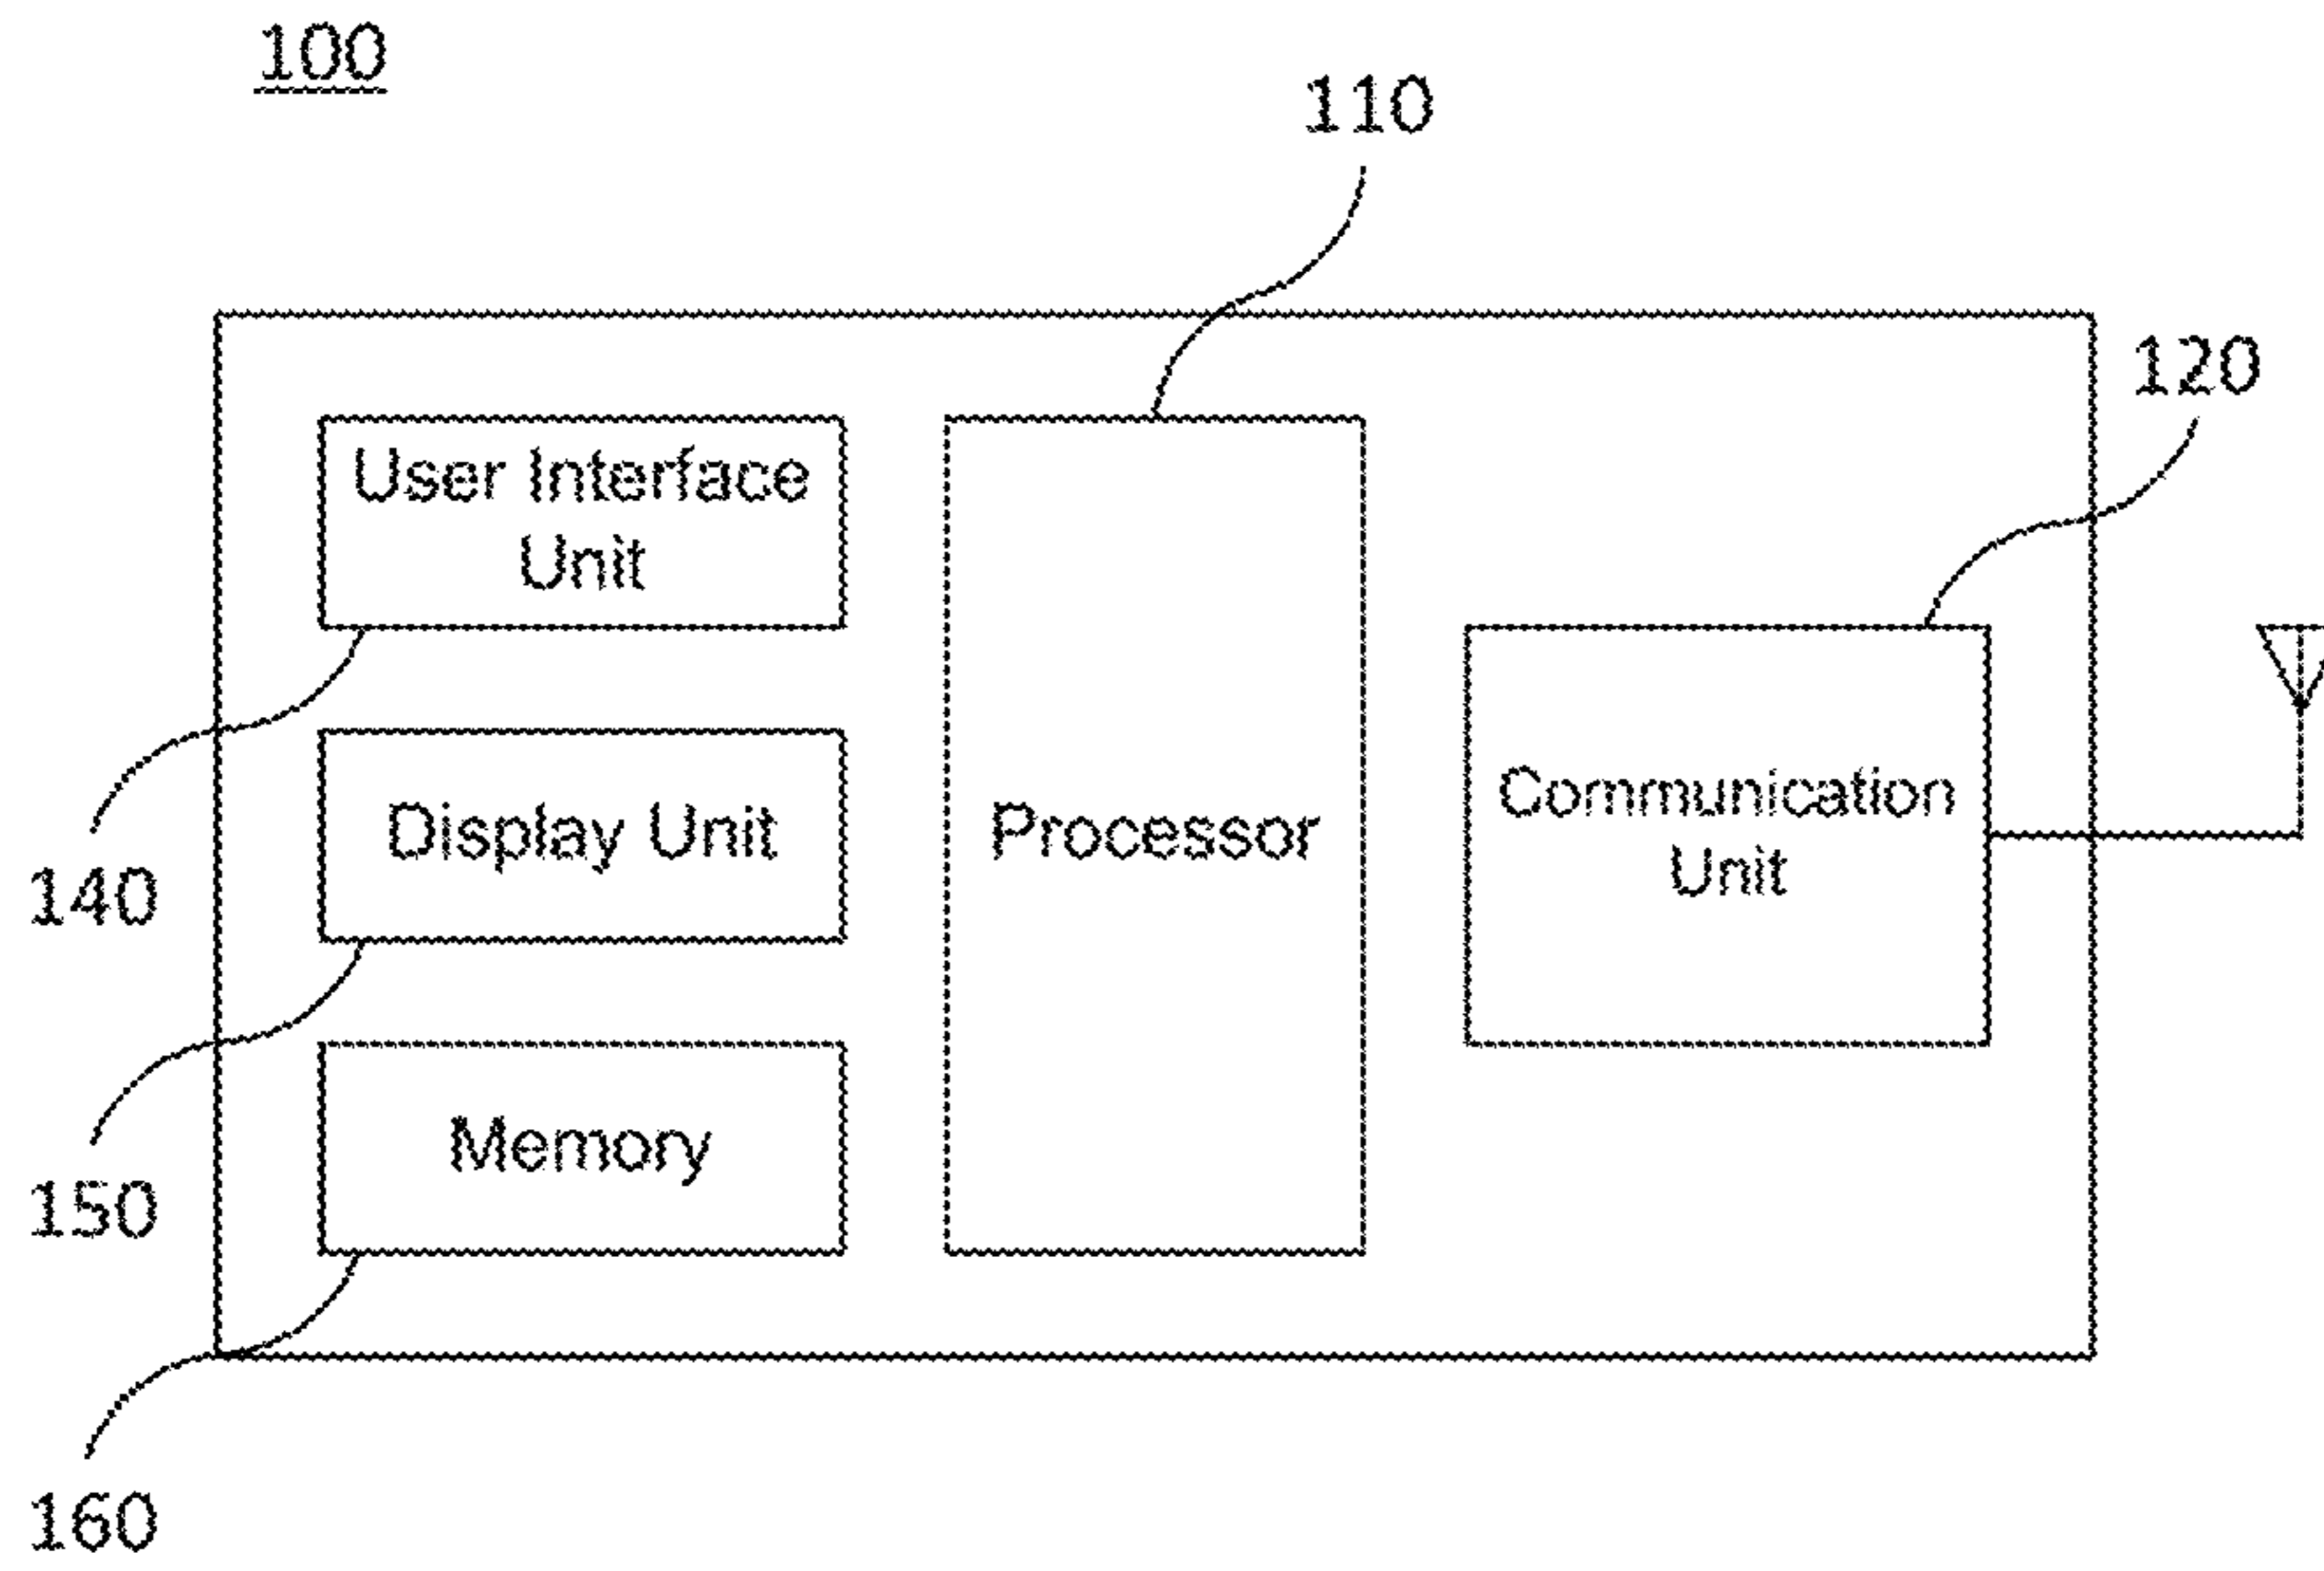 100
110
120
User Interface
Unit
140
Display Unit
Processor
Communication
Unit
150
Memory
160